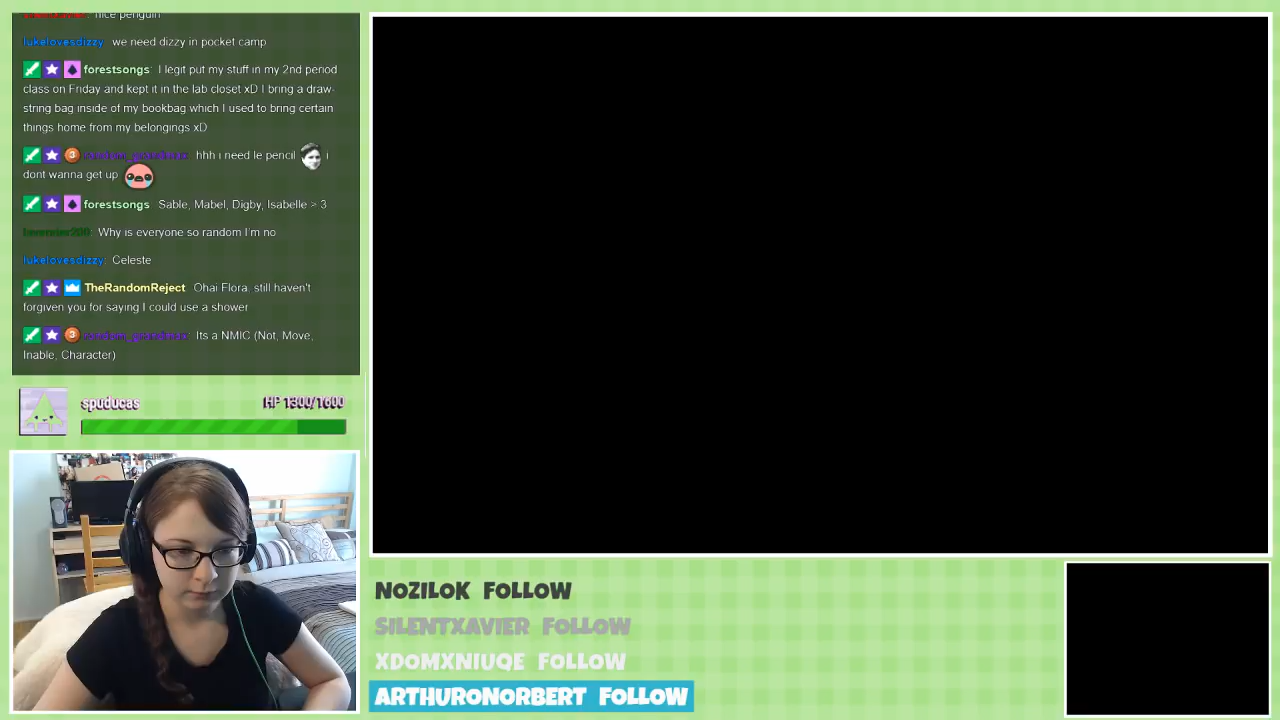 nice penguin
lukelovesdizzy: we need dizzy in pocket camp
forestsongs: I legit put my stuff in my 2nd period
class on Friday and kept it in the lab closet xD I bring a draw-
string bag inside of my bookbag which I used to bring certain
things home from my belongings xD
hhh i need le pencil i
dont wanna get up
forestsongs: Sable, Mabel, Digby, Isabelle > 3
Why is everyone so random I'm no
lukelovesdizzy: Celeste
TheRandomReject Ohai Flora. still haven't
forgiven you for saying I could use a shower
Its a NMIC (Not, Move,
Inable, Character)
spuducas HP 1300/1600
NOZILOK FOLLOW
SILENTXAVIER FOLLOW
XDOMXNIUQE FOLLOW
ARTHURONORBERT FOLLOW